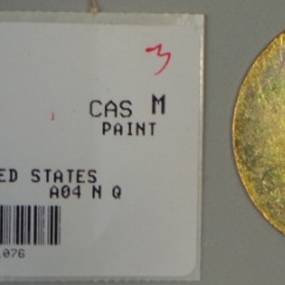 3
CAS M
PAINT
ED STATES
A04 N Q
076